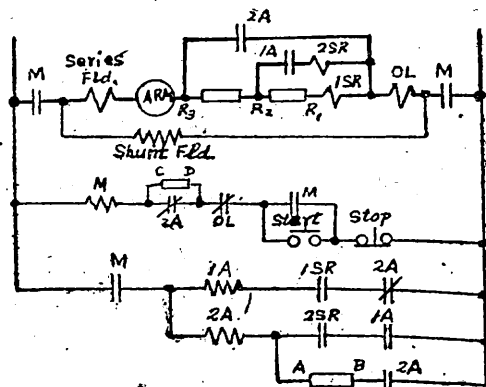 2A
1A 2SR
M Series Fld. ARM R3 R2 R1 1SR OL M
Shunt Fld.
C D
M 2A OL M
Start Stop
M 1A 1SR 2A
2A 2SR 1A
A B 2A